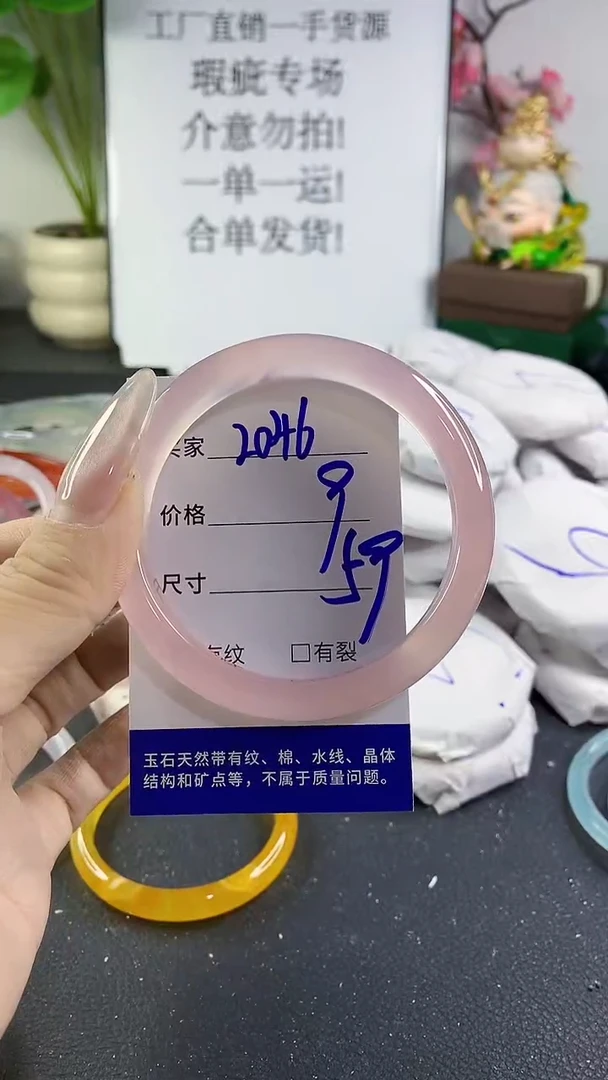 工厂直销一手货源
瑕疵专场
介意勿拍!
一单一运!
合单发货!
家 2046
价格 9
尺寸 59
纹 □有裂
玉石天然带有纹、棉、水线、晶体
结构和矿点等，不属于质量问题。